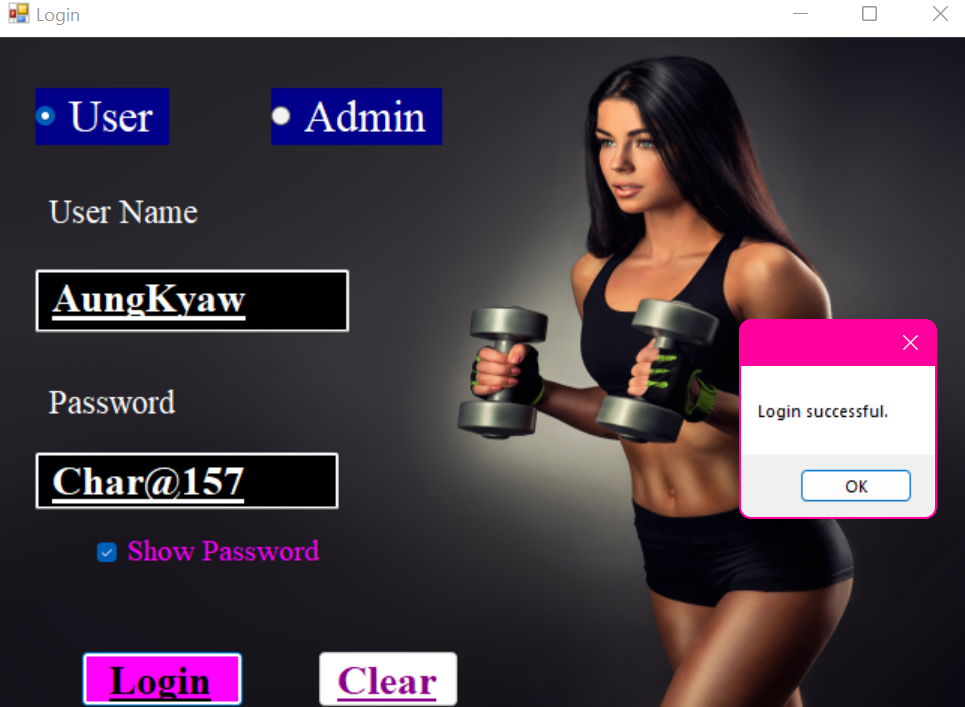 Login
User Admin
User Name
AungKyaw
Password
Char@157
Show Password
Login Clear
Login successful.
OK